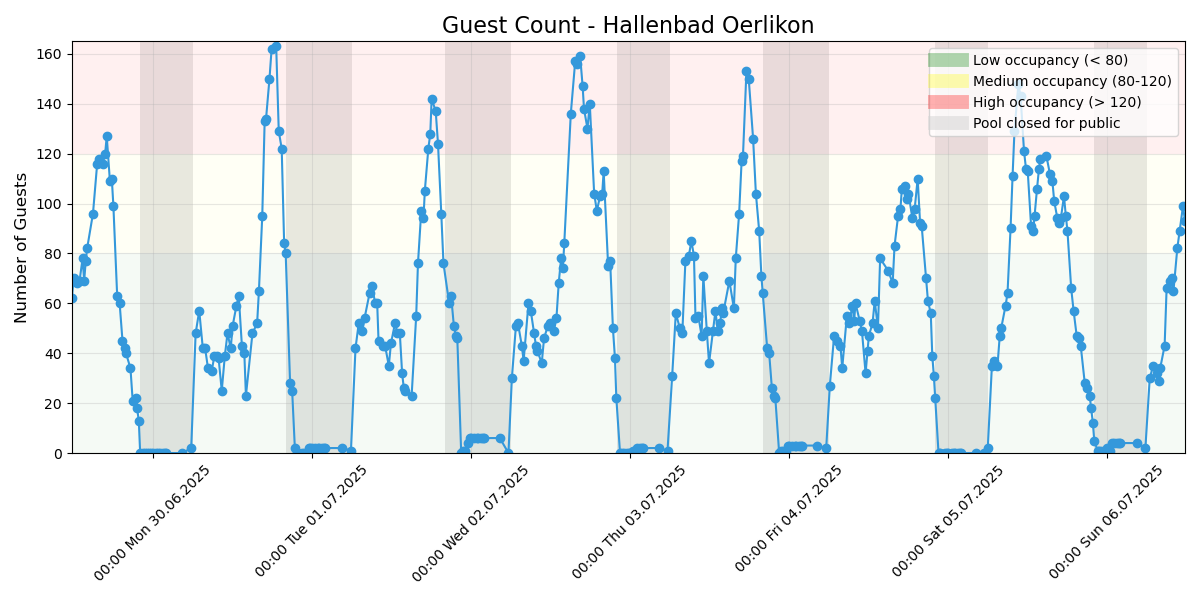 Guest Count - Hallenbad Oerlikon
Low occupancy (< 80)
Medium occupancy (80-120)
High occupancy (> 120)
Pool closed for public
Number of Guests
160
140
120
100
80
60
40
20
0
00:00 Mon 30.06.2025
00:00 Tue 01.07.2025
00:00 Wed 02.07.2025
00:00 Thu 03.07.2025
00:00 Fri 04.07.2025
00:00 Sat 05.07.2025
00:00 Sun 06.07.2025